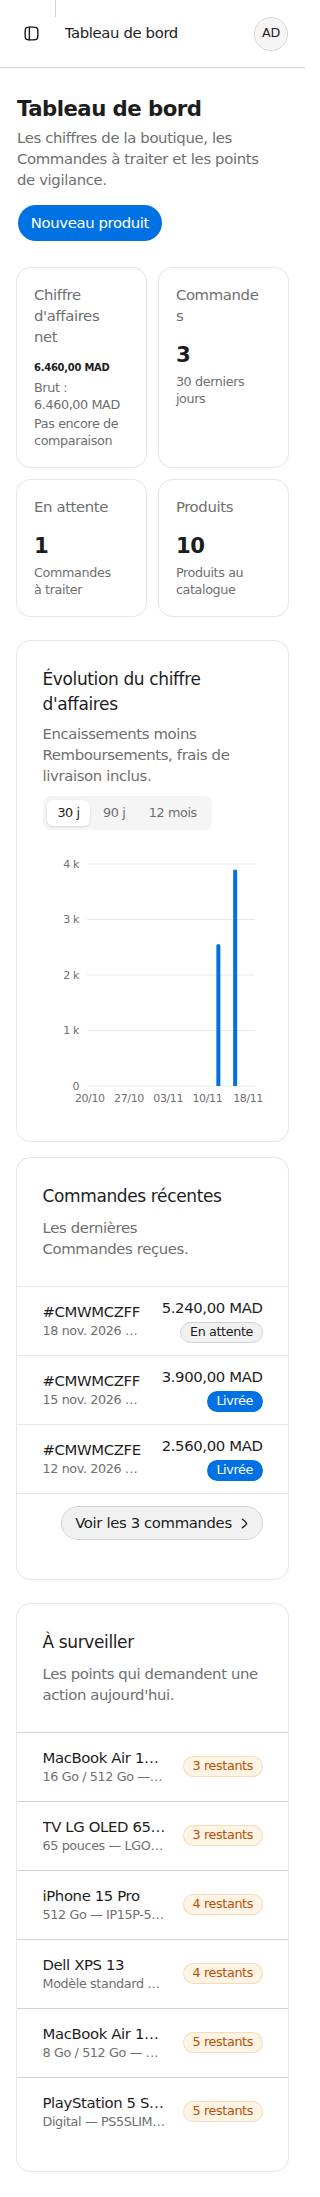 Tableau de bord
AD
Tableau de bord
Les chiffres de la boutique, les
Commandes à traiter et les points
de vigilance.
Nouveau produit
Chiffre
d'affaires
net
6.460,00 MAD
Brut :
6.460,00 MAD
Pas encore de
comparaison
Commande
s
3
30 derniers
jours
En attente
1
Commandes
à traiter
Produits
10
Produits au
catalogue
Évolution du chiffre
d'affaires
Encaissements moins
Remboursements, frais de
livraison inclus.
30 j 90 j 12 mois
4 k
3 k
2 k
1 k
0
20/10 27/10 03/11 10/11 18/11
Commandes récentes
Les dernières
Commandes reçues.
#CMWMCZFF 5.240,00 MAD
18 nov. 2026 … En attente
#CMWMCZFF 3.900,00 MAD
15 nov. 2026 … Livrée
#CMWMCZFE 2.560,00 MAD
12 nov. 2026 … Livrée
Voir les 3 commandes
À surveiller
Les points qui demandent une
action aujourd'hui.
MacBook Air 1…
16 Go / 512 Go —…
3 restants
TV LG OLED 65…
65 pouces — LGO…
3 restants
iPhone 15 Pro
512 Go — IP15P-5…
4 restants
Dell XPS 13
Modèle standard …
4 restants
MacBook Air 1…
8 Go / 512 Go — …
5 restants
PlayStation 5 S…
Digital — PS5SLIM…
5 restants